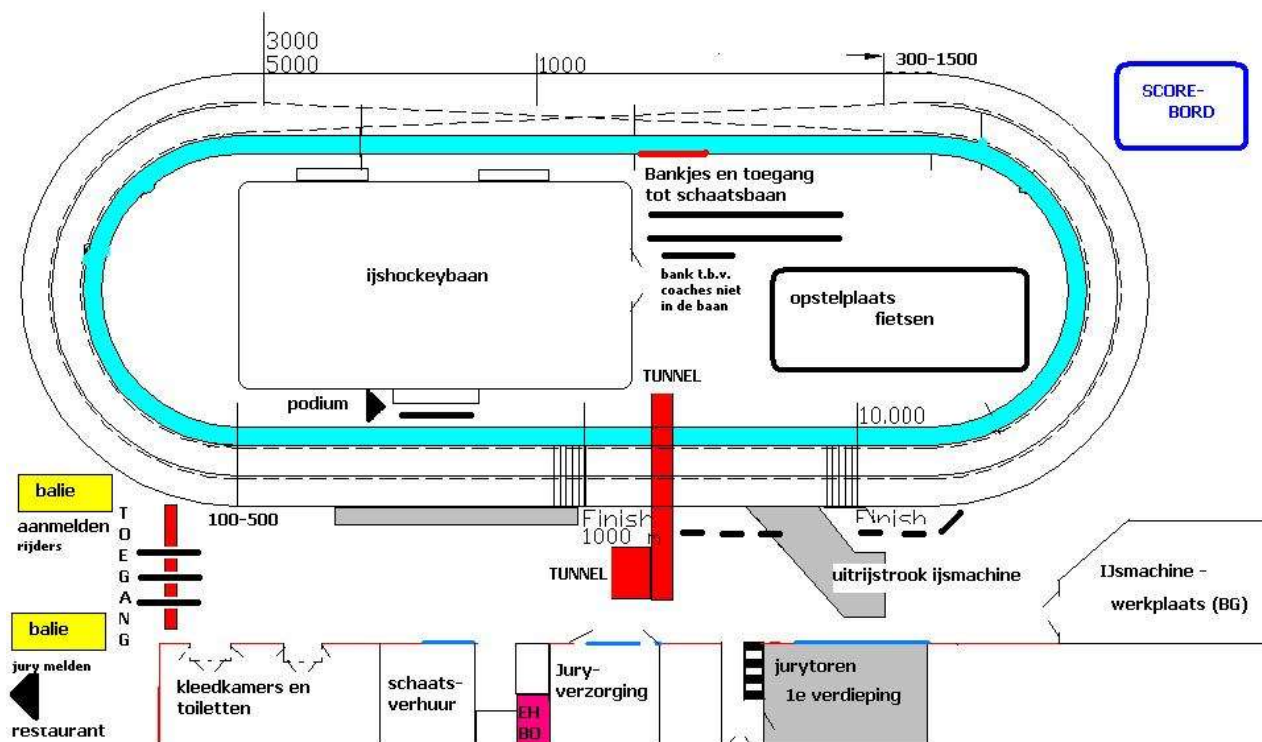 3000
5000
1000
300-1500
SCORE-
BORD
Bankjes en toegang
tot schaatsbaan
ijshockeybaan
bank t.b.v.
coaches niet
in de baan
opstelplaats
fietsen
TUNNEL
podium
10.000
balie
aanmelden
rijders
TOEGANG
100-500
Finish
1000 m
Finish
TUNNEL
uitrijstrook ijsmachine
IJsmachine -
werkplaats (BG)
balie
jury melden
restaurant
kleedkamers en
toiletten
schaats-
verhuur
EH
BO
Jury-
verzorging
jurytoren
1e verdieping